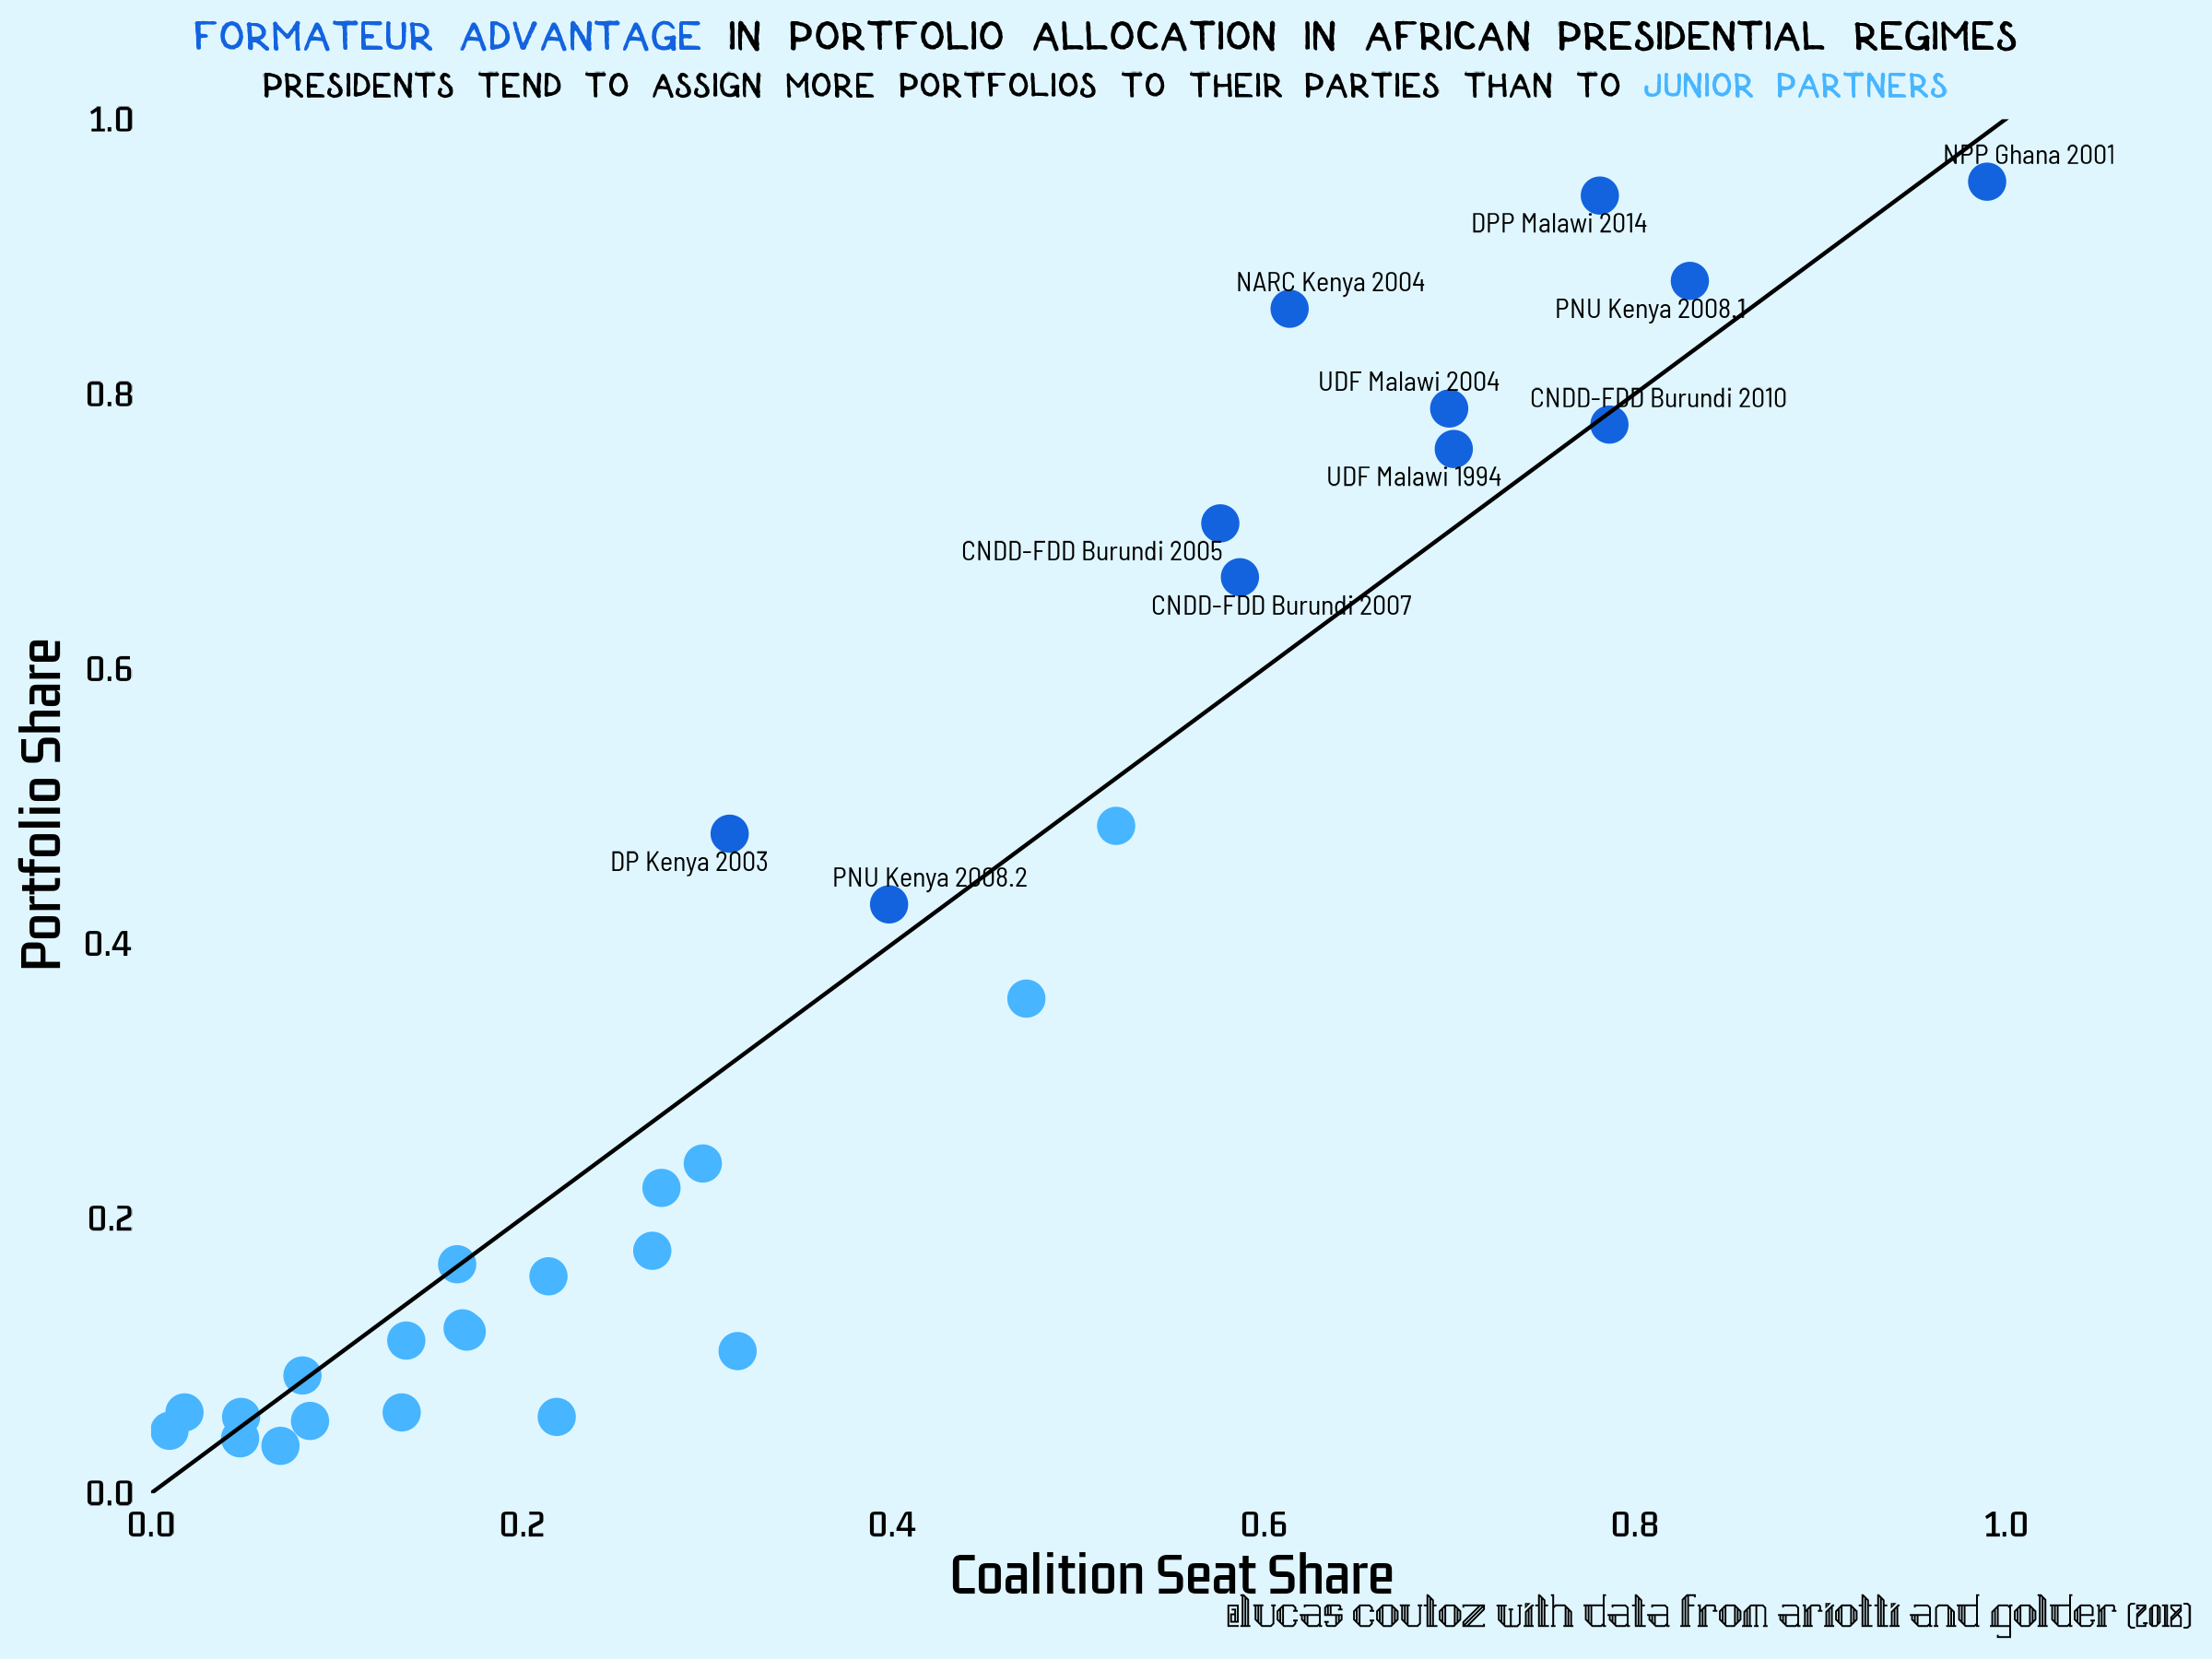 FORMATEUR ADVANTAGE IN PORTFOLIO ALLOCATION IN AFRICAN PRESIDENTIAL REGIMES
PRESIDENTS TEND TO ASSIGN MORE PORTFOLIOS TO THEIR PARTIES THAN TO JUNIOR PARTNERS
1.0
NPP Ghana 2001
DPP Malawi 2014
NARC Kenya 2004
PNU Kenya 2008.1
UDF Malawi 2004
0.8
CNDD-FDD Burundi 2010
UDF Malawi 1994
CNDD-FDD Burundi 2005
CNDD-FDD Burundi 2007
0.6
Portfolio Share
DP Kenya 2003
PNU Kenya 2008.2
0.4
0.2
0.0
0.0 0.2 0.4 0.6 0.8 1.0
Coalition Seat Share
@lucas coutoz with data from ariotti and golder (2018)